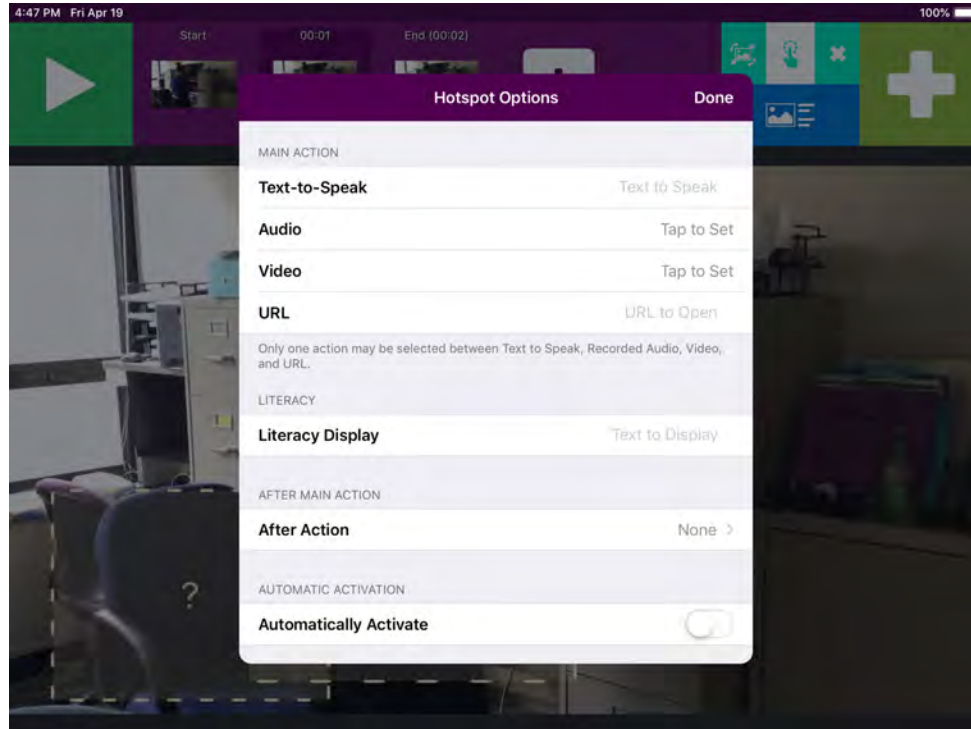 4:47 PM Fri Apr 19
100%
Start
00:01
End (00:02)
Hotspot Options
Done
MAIN ACTION
Text-to-Speak
Text to Speak
Audio
Tap to Set
Video
Tap to Set
URL
URL to Open
Only one action may be selected between Text to Speak, Recorded Audio, Video,
and URL.
LITERACY
Literacy Display
Text to Display
AFTER MAIN ACTION
After Action
None
AUTOMATIC ACTIVATION
Automatically Activate
?